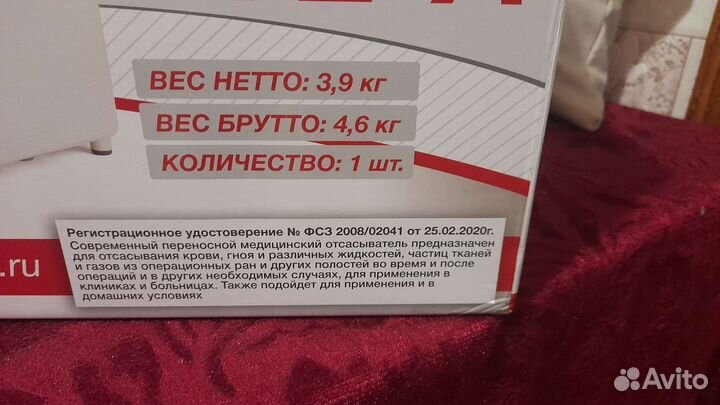 ВЕС НЕТТО: 3,9 кг
ВЕС БРУТТО: 4,6 кг
КОЛИЧЕСТВО: 1 шт.
Регистрационное удостоверение № ФСЗ 2008/02041 от 25.02.2020г.
Современный переносной медицинский отсасыватель предназначен
для отсасывания крови, гноя и различных жидкостей, частиц тканей
и газов из операционных ран и других полостей во время и после
операций и в других необходимых случаях, для применения в
клиниках и больницах. Также подойдет для применения и в
домашних условиях
.ru
Avito